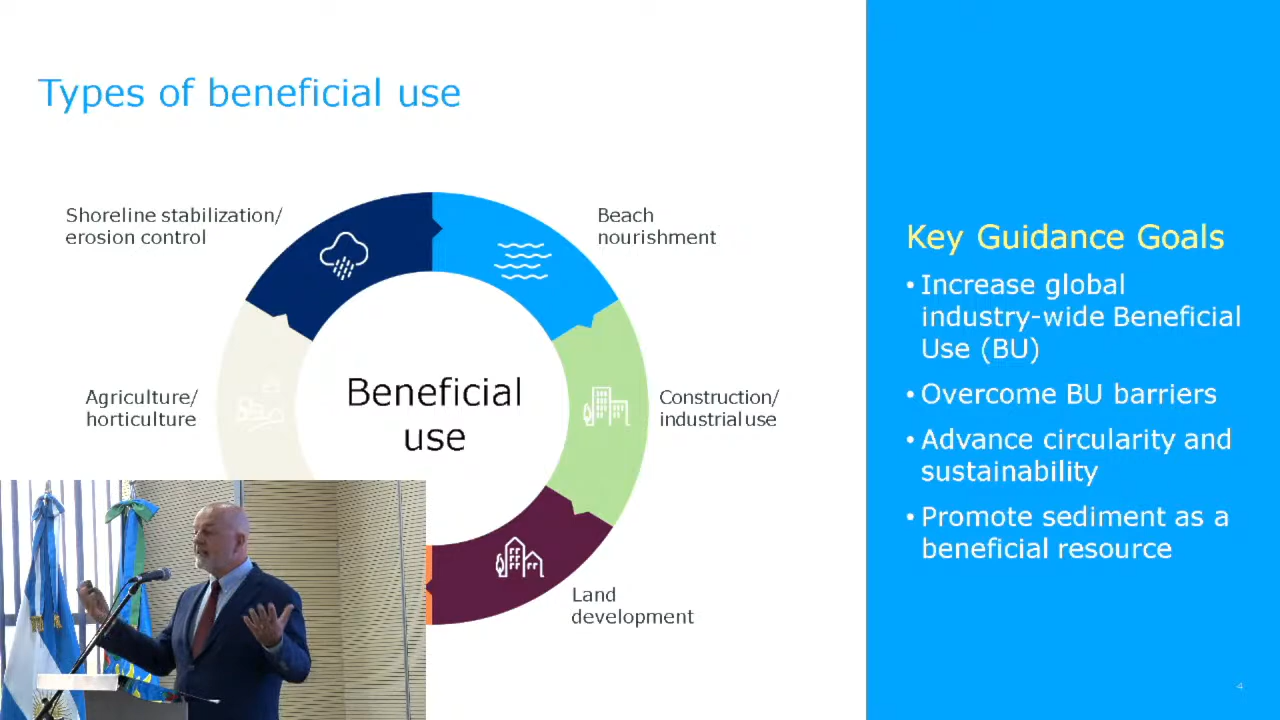 Types of beneficial use
Shoreline stabilization/
erosion control
Beach
nourishment
Agriculture/
horticulture
Beneficial
use
Construction/
industrial use
Land
development
Key Guidance Goals
• Increase global
industry-wide Beneficial
Use (BU)
• Overcome BU barriers
• Advance circularity and
sustainability
• Promote sediment as a
beneficial resource
4